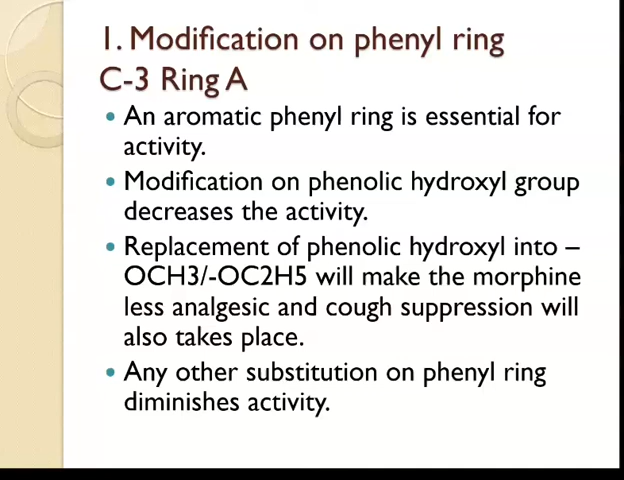 1. Modification on phenyl ring
C-3 Ring A
• An aromatic phenyl ring is essential for
activity.
• Modification on phenolic hydroxyl group
decreases the activity.
• Replacement of phenolic hydroxyl into –
OCH3/-OC2H5 will make the morphine
less analgesic and cough suppression will
also takes place.
• Any other substitution on phenyl ring
diminishes activity.